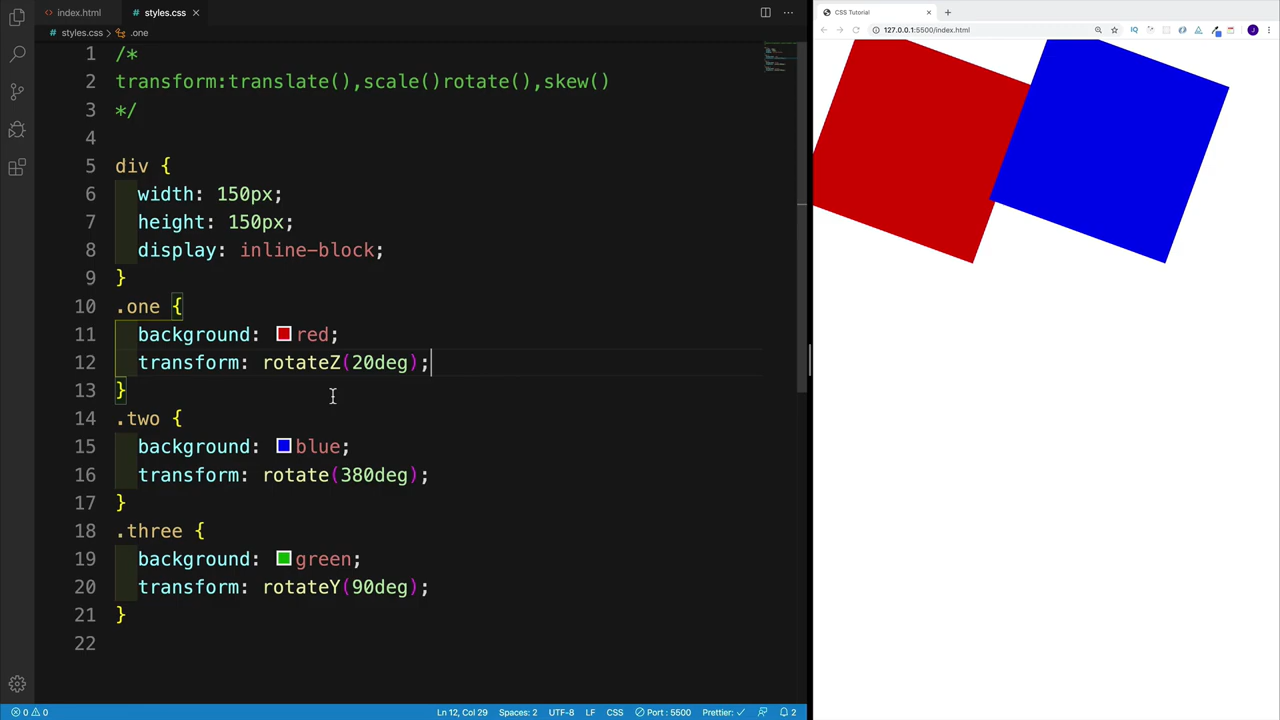 index.html
styles.css
styles.css > .one
1 /*
2 transform:translate(),scale()rotate(),skew()
3 */
4
5 div {
6 width: 150px;
7 height: 150px;
8 display: inline-block;
9 }
10 .one {
11 background: red;
12 transform: rotateZ(20deg);
13 }
14 .two {
15 background: blue;
16 transform: rotate(380deg);
17 }
18 .three {
19 background: green;
20 transform: rotateY(90deg);
21 }
22
0 0
Ln 12, Col 29 Spaces: 2 UTF-8 LF CSS Port : 5500 Prettier: ✓ 2
CSS Tutorial
127.0.0.1:5500/index.html
IQ
J